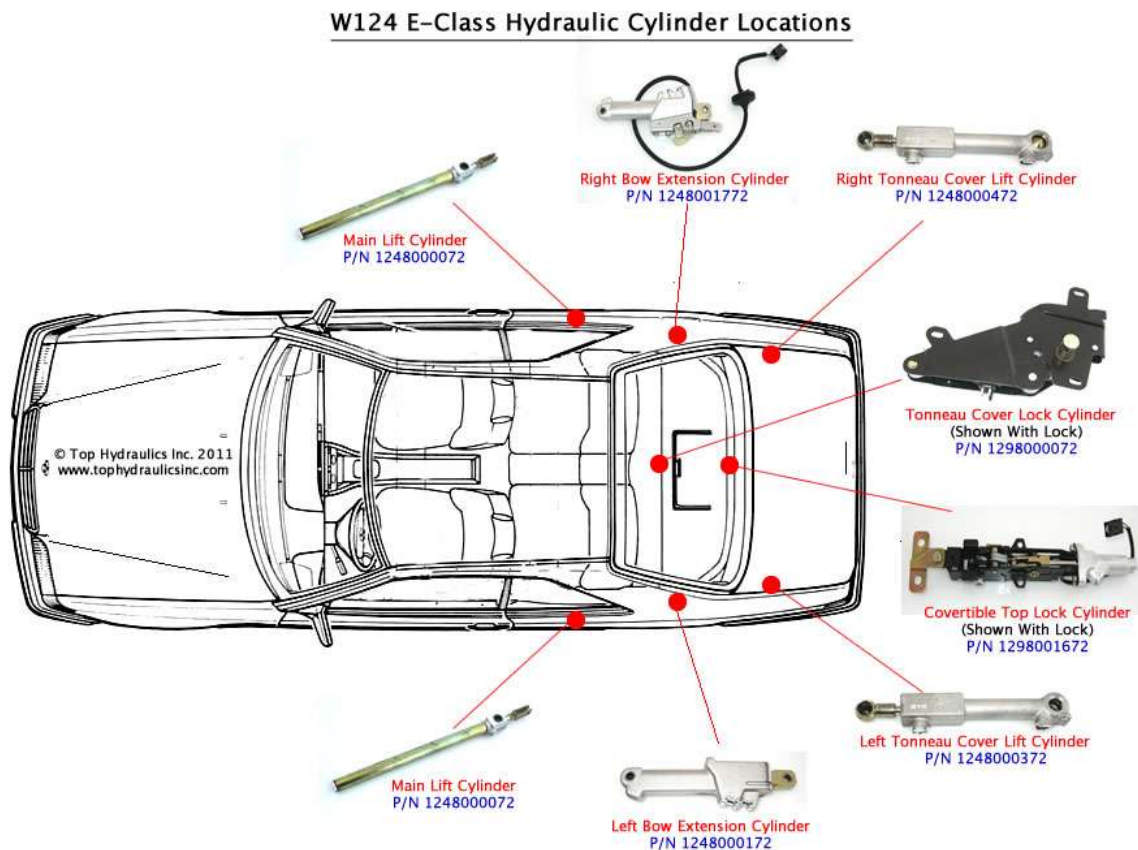 W124 E-Class Hydraulic Cylinder Locations
Right Bow Extension Cylinder
P/N 1248001772
Right Tonneau Cover Lift Cylinder
P/N 1248000472
Main Lift Cylinder
P/N 1248000072
Tonneau Cover Lock Cylinder
(Shown With Lock)
P/N 1298000072
© Top Hydraulics Inc. 2011
www.tophydraulicsinc.com
Covertible Top Lock Cylinder
(Shown With Lock)
P/N 1298001672
Left Tonneau Cover Lift Cylinder
P/N 1248000372
Main Lift Cylinder
P/N 1248000072
Left Bow Extension Cylinder
P/N 1248000172